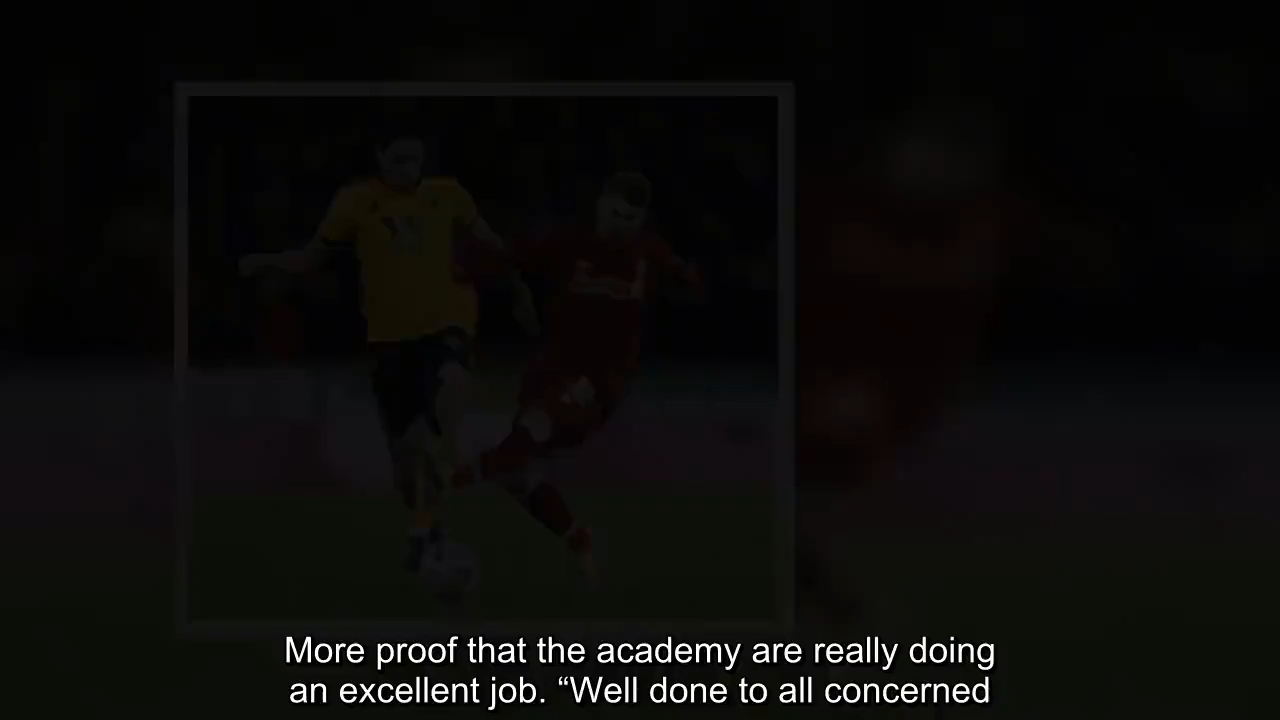 More proof that the academy are really doing
an excellent job. “Well done to all concerned